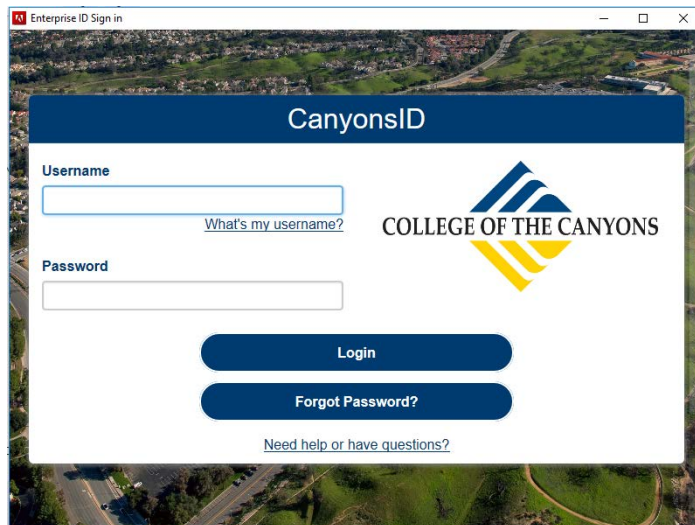 Enterprise ID Sign in
CanyonsID
Username
What's my username?
COLLEGE OF THE CANYONS
Password
Login
Forgot Password?
Need help or have questions?